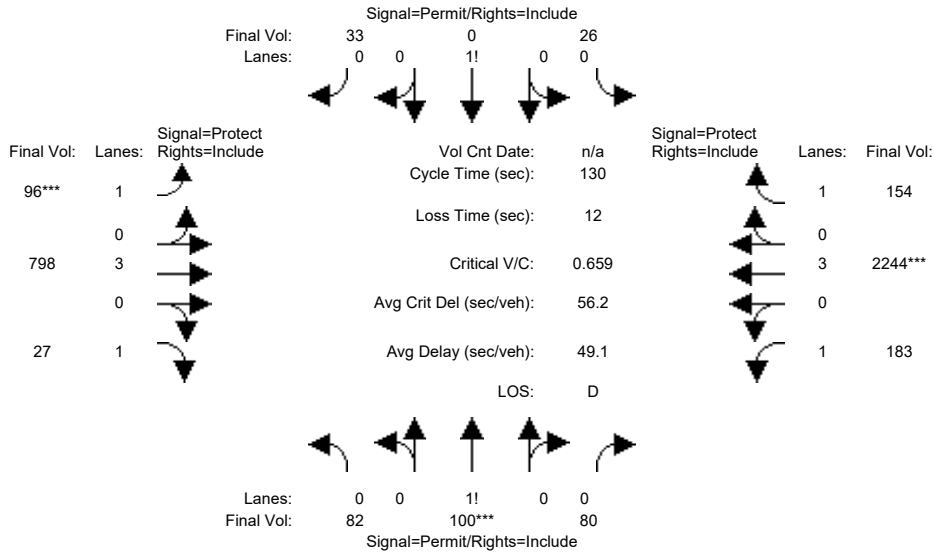 Signal=Permit/Rights=Include
Final Vol: 33 0 26
Lanes: 0 0 1! 0 0
Signal=Protect Signal=Protect
Final Vol: Lanes: Rights=Include Vol Cnt Date: n/a Rights=Include Lanes: Final Vol:
Cycle Time (sec): 130
96*** 1 1 154
Loss Time (sec): 12
0 0
798 3 Critical V/C: 0.659 3 2244***
0 Avg Crit Del (sec/veh): 56.2 0
27 1 Avg Delay (sec/veh): 49.1 1 183
LOS: D
Lanes: 0 0 1! 0 0
Final Vol: 82 100*** 80
Signal=Permit/Rights=Include